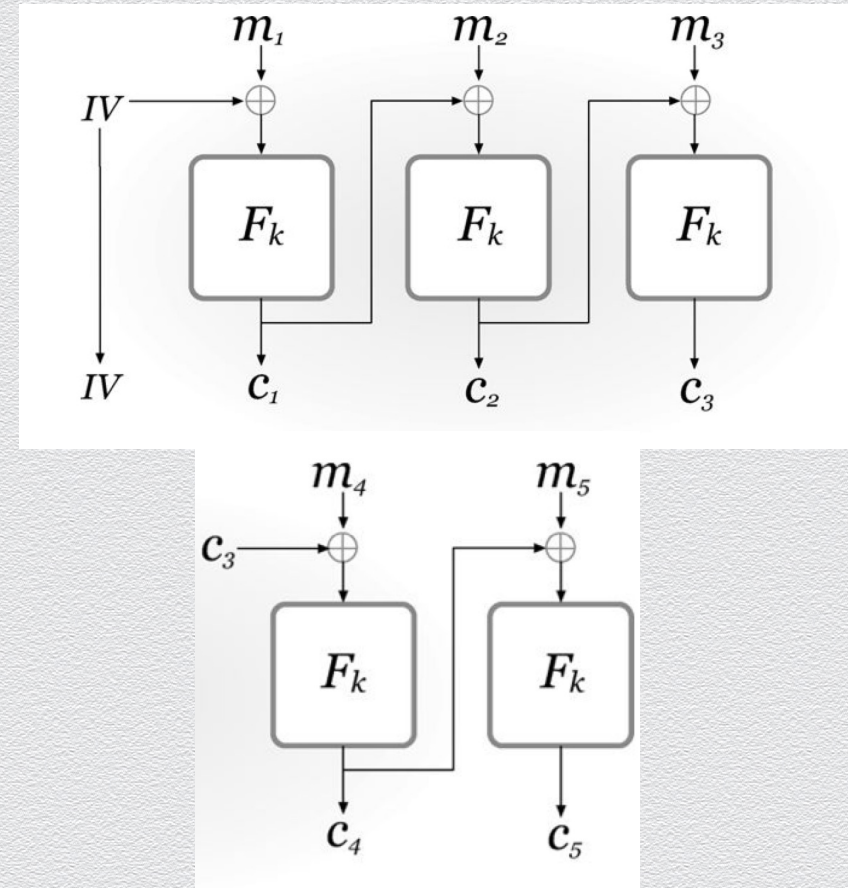 m₁ m₂ m₃
IV
Fₖ Fₖ Fₖ
IV c₁ c₂ c₃
m₄ m₅
c₃
Fₖ Fₖ
c₄ c₅